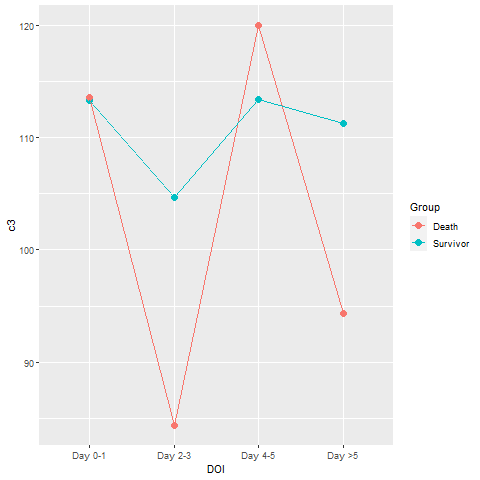 120
110
100
90
c3
Day 0-1
Day 2-3
Day 4-5
Day >5
DOI
Group
Death
Survivor